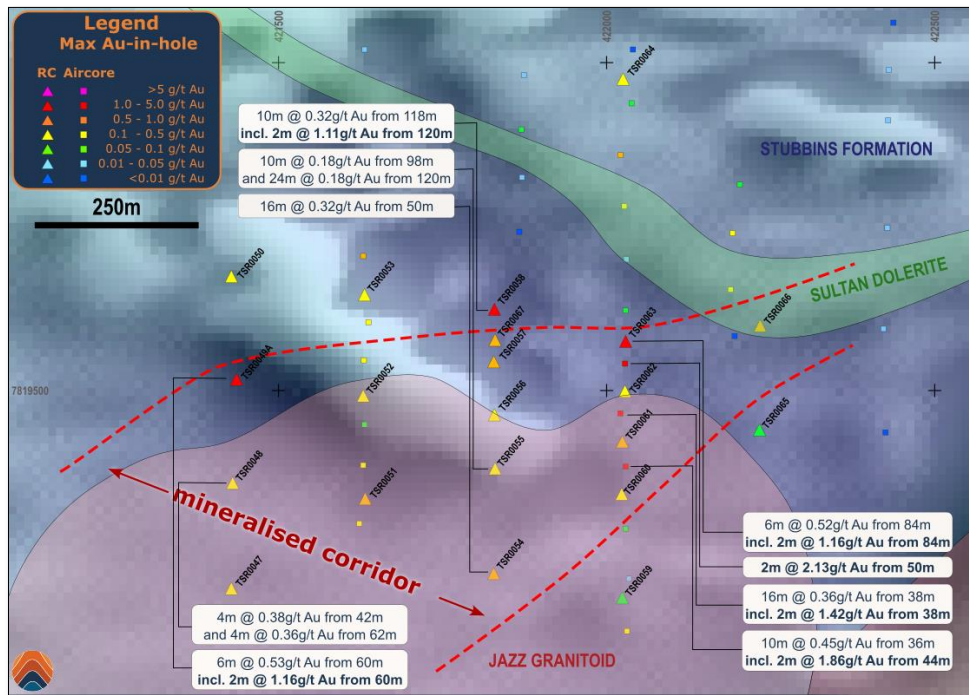 Legend
Max Au-in-hole
RC Aircore
>5 g/t Au
1.0 - 5.0 g/t Au
0.5 - 1.0 g/t Au
0.1 - 0.5 g/t Au
0.05 - 0.1 g/t Au
0.01 - 0.05 g/t Au
<0.01 g/t Au
250m
421500
422000
422500
7819500
TSR0064
STUBBINS FORMATION
10m @ 0.32g/t Au from 118m
incl. 2m @ 1.11g/t Au from 120m
10m @ 0.18g/t Au from 98m
and 24m @ 0.18g/t Au from 120m
16m @ 0.32g/t Au from 50m
TSR0050
TSR0053
TSR0058
TSR0067
TSR0057
TSR0063
TSR0066
SULTAN DOLERITE
TSR0049A
TSR0052
TSR0056
TSR0062
TSR0061
TSR0065
TSR0048
TSR0051
TSR0055
TSR0060
mineralised corridor
TSR0047
TSR0054
TSR0059
6m @ 0.52g/t Au from 84m
incl. 2m @ 1.16g/t Au from 84m
2m @ 2.13g/t Au from 50m
16m @ 0.36g/t Au from 38m
incl. 2m @ 1.42g/t Au from 38m
10m @ 0.45g/t Au from 36m
incl. 2m @ 1.86g/t Au from 44m
4m @ 0.38g/t Au from 42m
and 4m @ 0.36g/t Au from 62m
6m @ 0.53g/t Au from 60m
incl. 2m @ 1.16g/t Au from 60m
JAZZ GRANITOID